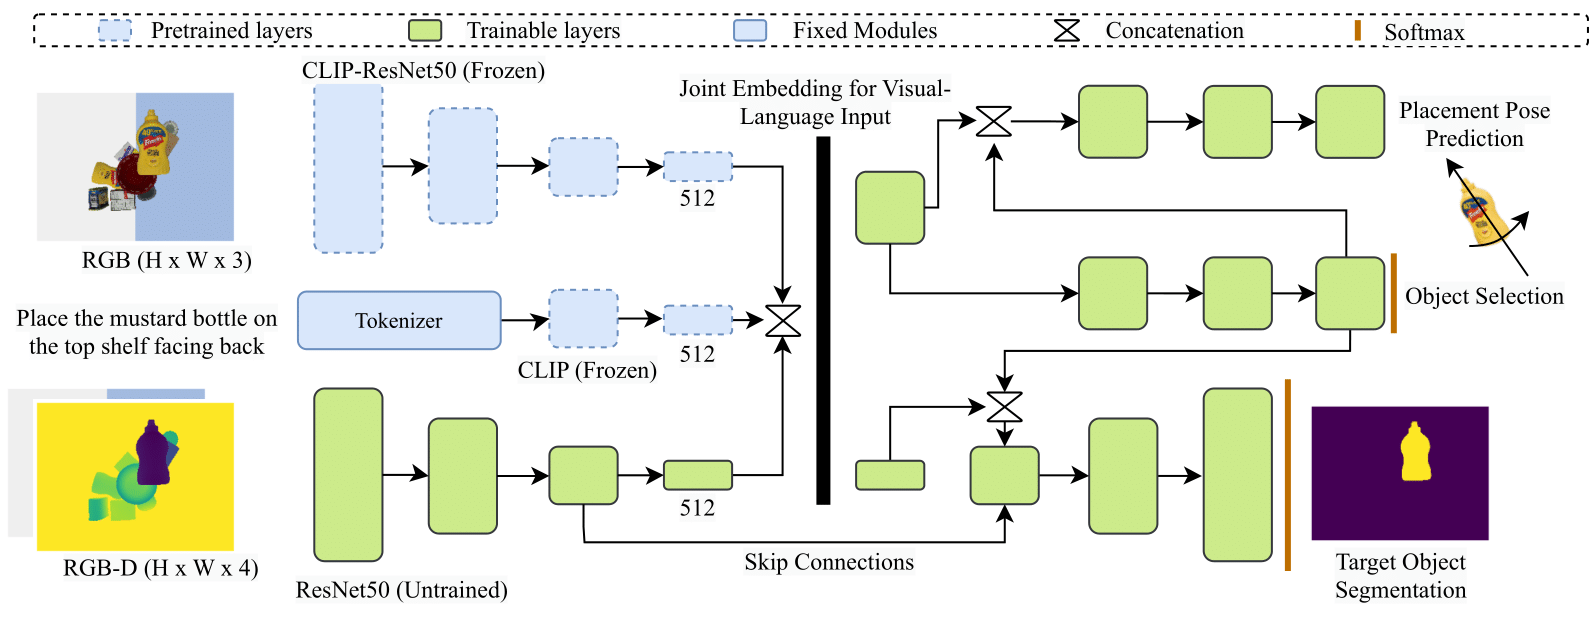 Pretrained layers
Trainable layers
Fixed Modules
Concatenation
Softmax
CLIP-ResNet50 (Frozen)
RGB (H x W x 3)
512
Joint Embedding for Visual-
Language Input
Placement Pose
Prediction
Place the mustard bottle on
the top shelf facing back
Tokenizer
CLIP (Frozen)
512
Object Selection
RGB-D (H x W x 4)
ResNet50 (Untrained)
512
Skip Connections
Target Object
Segmentation